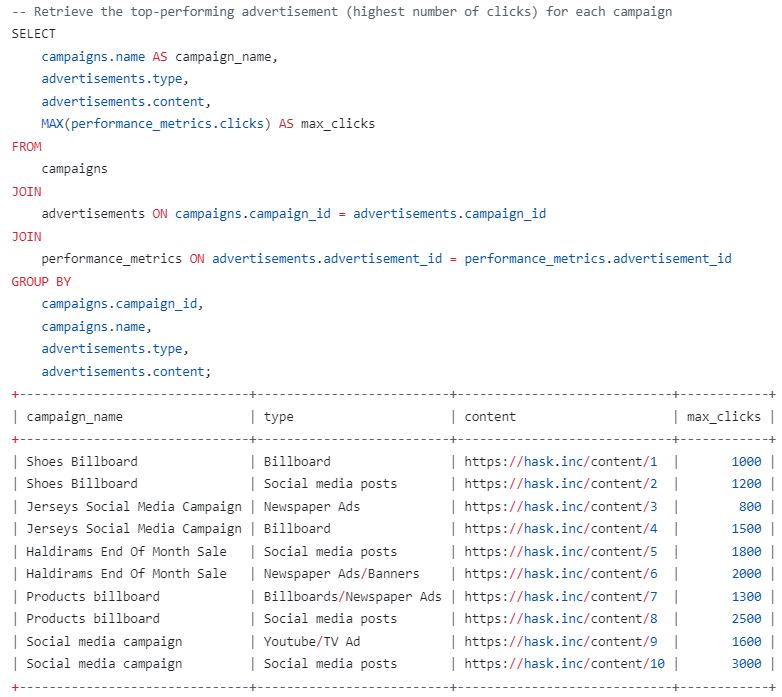 -- Retrieve the top-performing advertisement (highest number of clicks) for each campaign
SELECT
    campaigns.name AS campaign_name,
    advertisements.type,
    advertisements.content,
    MAX(performance_metrics.clicks) AS max_clicks
FROM
    campaigns
JOIN
    advertisements ON campaigns.campaign_id = advertisements.campaign_id
JOIN
    performance_metrics ON advertisements.advertisement_id = performance_metrics.advertisement_id
GROUP BY
    campaigns.campaign_id,
    campaigns.name,
    advertisements.type,
    advertisements.content;
+-------------------------------+--------------------------+-----------------------------+------------+
| campaign_name                 | type                     | content                     | max_clicks |
+-------------------------------+--------------------------+-----------------------------+------------+
| Shoes Billboard               | Billboard                | https://hask.inc/content/1  |       1000 |
| Shoes Billboard               | Social media posts       | https://hask.inc/content/2  |       1200 |
| Jerseys Social Media Campaign | Newspaper Ads            | https://hask.inc/content/3  |        800 |
| Jerseys Social Media Campaign | Billboard                | https://hask.inc/content/4  |       1500 |
| Haldirams End Of Month Sale   | Social media posts       | https://hask.inc/content/5  |       1800 |
| Haldirams End Of Month Sale   | Newspaper Ads/Banners    | https://hask.inc/content/6  |       2000 |
| Products billboard            | Billboards/Newspaper Ads | https://hask.inc/content/7  |       1300 |
| Products billboard            | Social media posts       | https://hask.inc/content/8  |       2500 |
| Social media campaign         | Youtube/TV Ad            | https://hask.inc/content/9  |       1600 |
| Social media campaign         | Social media posts       | https://hask.inc/content/10 |       3000 |
+-------------------------------+--------------------------+-----------------------------+------------+